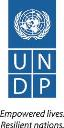 U N
D P
Empowered lives.
Resilient nations.